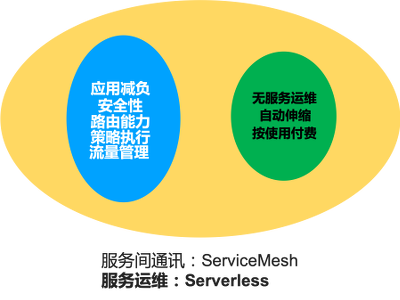 应用减负
安全性
路由能力
策略执行
流量管理
无服务运维
自动伸缩
按使用付费
服务间通讯：ServiceMesh
服务运维：Serverless